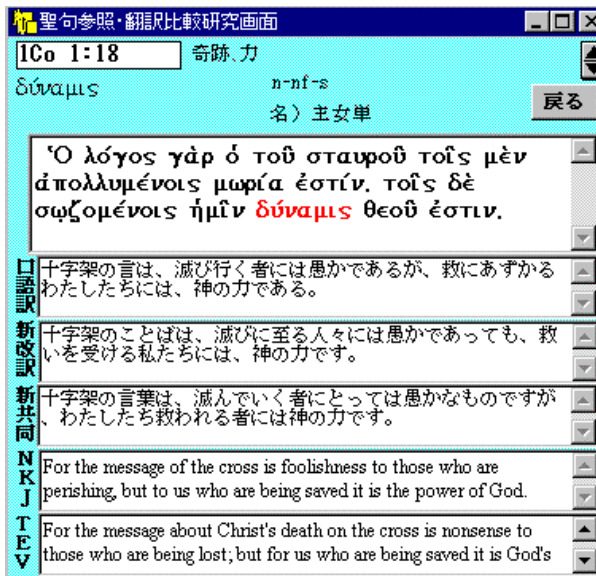 聖句参照・翻訳比較研究画面
1Co 1:18
奇跡、力
δύναμις
n-nf-s
名）主女単
戻る
Ὁ λόγος γὰρ ὁ τοῦ σταυροῦ τοῖς μὲν
ἀπολλυμένοις μωρία ἐστίν, τοῖς δὲ
σῳζομένοις ἡμῖν δύναμις θεοῦ ἐστιν.
口語訳
十字架の言は、滅び行く者には愚かであるが、救にあずかる
わたしたちには、神の力である。
新改訳
十字架のことばは、滅びに至る人々には愚かであっても、救
いを受ける私たちには、神の力です。
新共同
十字架の言葉は、滅んでいく者にとっては愚かなものですが
、わたしたち救われる者には神の力です。
NKJ
For the message of the cross is foolishness to those who are
perishing, but to us who are being saved it is the power of God.
TEV
For the message about Christ's death on the cross is nonsense to
those who are being lost; but for us who are being saved it is God's